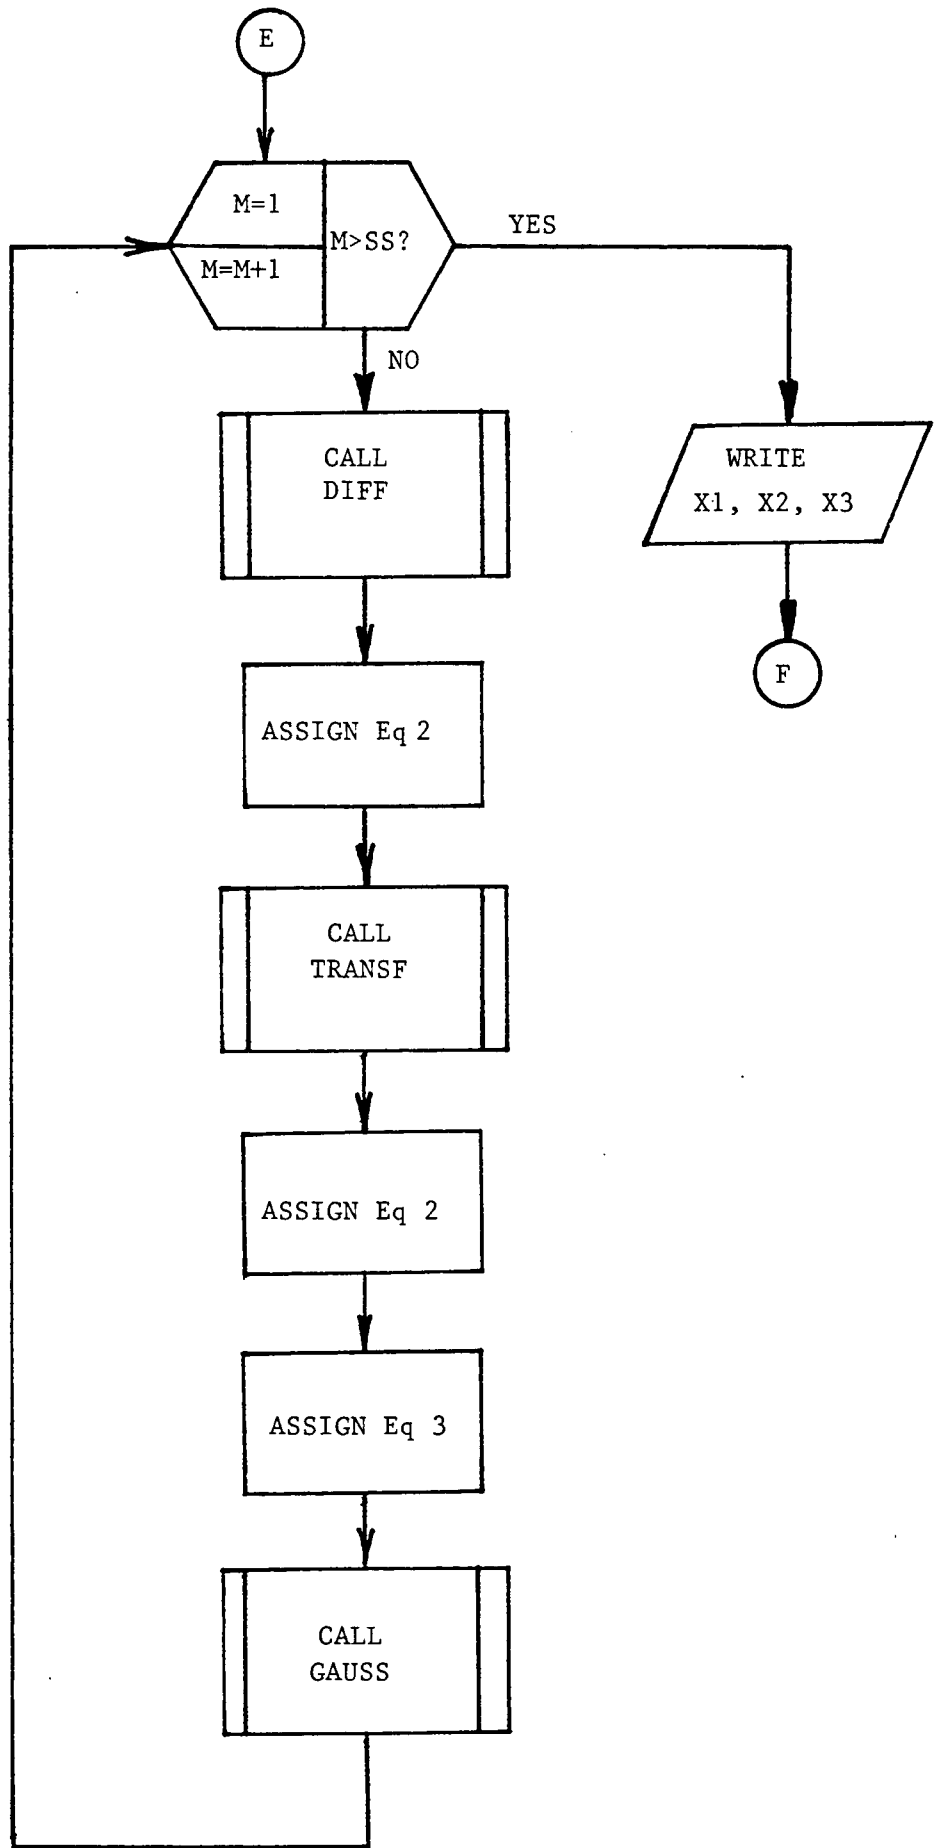 E
M=1
M=M+1
M>SS?
YES
NO
CALL
DIFF
WRITE
X1, X2, X3
F
ASSIGN Eq 2
CALL
TRANSF
ASSIGN Eq 2
ASSIGN Eq 3
CALL
GAUSS